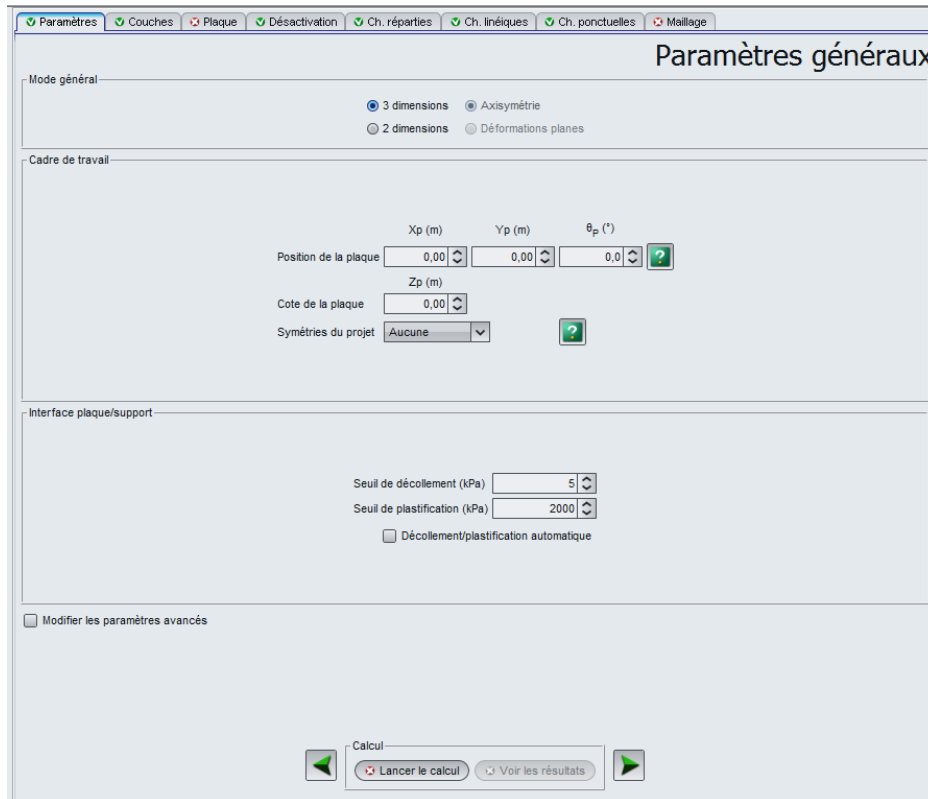 Paramètres Couches Plaque Désactivation Ch. réparties Ch. linéiques Ch. ponctuelles Maillage
Paramètres généraux
Mode général
3 dimensions Axisymétrie
2 dimensions Déformations planes
Cadre de travail
Xp (m) Yp (m) θp (°)
Position de la plaque 0,00 0,00 0,0 ?
Zp (m)
Cote de la plaque 0,00
Symétries du projet Aucune ?
Interface plaque/support
Seuil de décollement (kPa) 5
Seuil de plastification (kPa) 2000
Décollement/plastification automatique
Modifier les paramètres avancés
Calcul
Lancer le calcul Voir les résultats